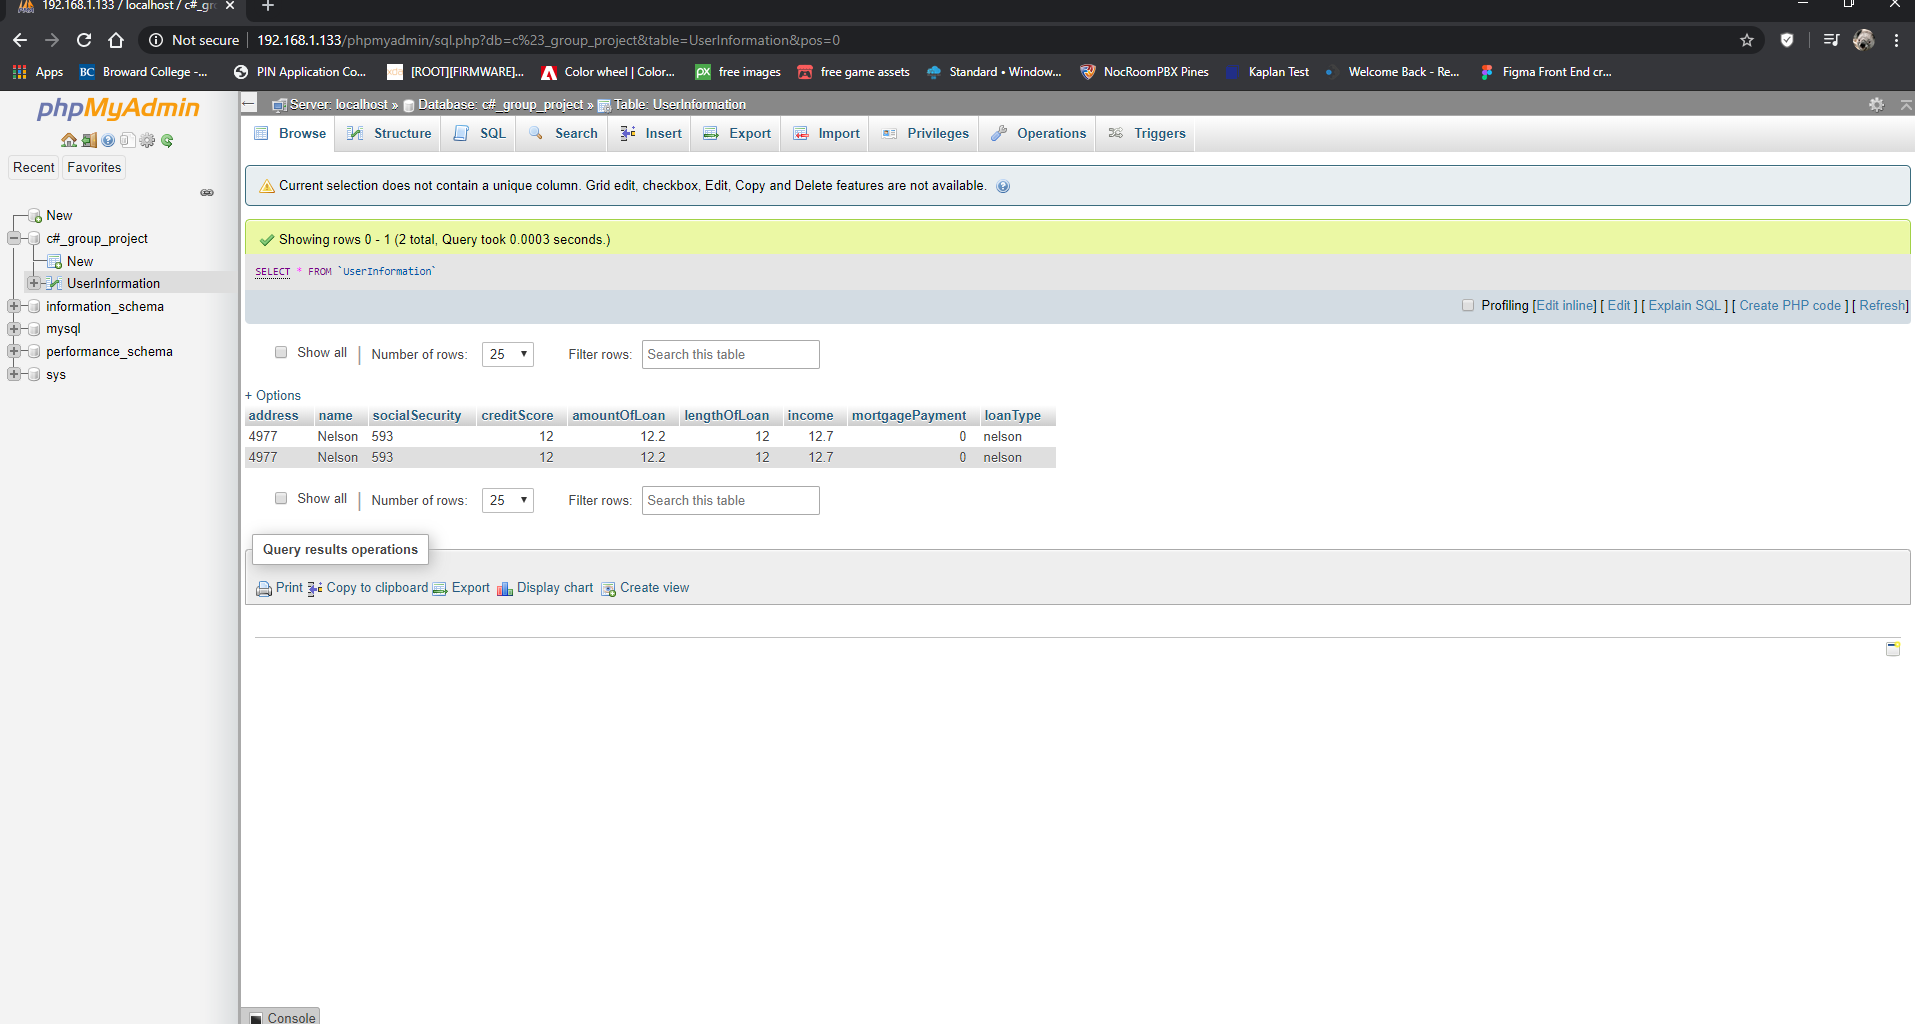 192.168.1.133 / localhost / c#_gr
Not secure 192.168.1.133/phpmyadmin/sql.php?db=c%23_group_project&table=UserInformation&pos=0
Apps BC Broward College -... PIN Application Co... xda [ROOT][FIRMWARE]... Color wheel | Color... px free images free game assets Standard • Window... NocRoomPBX Pines Kaplan Test Welcome Back - Re... Figma Front End cr...
phpMyAdmin
Recent Favorites
New
c#_group_project
New
UserInformation
information_schema
mysql
performance_schema
sys
Server: localhost » Database: c#_group_project » Table: UserInformation
Browse Structure SQL Search Insert Export Import Privileges Operations Triggers
Current selection does not contain a unique column. Grid edit, checkbox, Edit, Copy and Delete features are not available.
Showing rows 0 - 1 (2 total, Query took 0.0003 seconds.)
SELECT * FROM `UserInformation`
Profiling [Edit inline] [ Edit ] [ Explain SQL ] [ Create PHP code ] [ Refresh]
Show all | Number of rows: 25 Filter rows: Search this table
+ Options
address name socialSecurity creditScore amountOfLoan lengthOfLoan income mortgagePayment loanType
4977 Nelson 593 12 12.2 12 12.7 0 nelson
4977 Nelson 593 12 12.2 12 12.7 0 nelson
Show all | Number of rows: 25 Filter rows: Search this table
Query results operations
Print Copy to clipboard Export Display chart Create view
Console